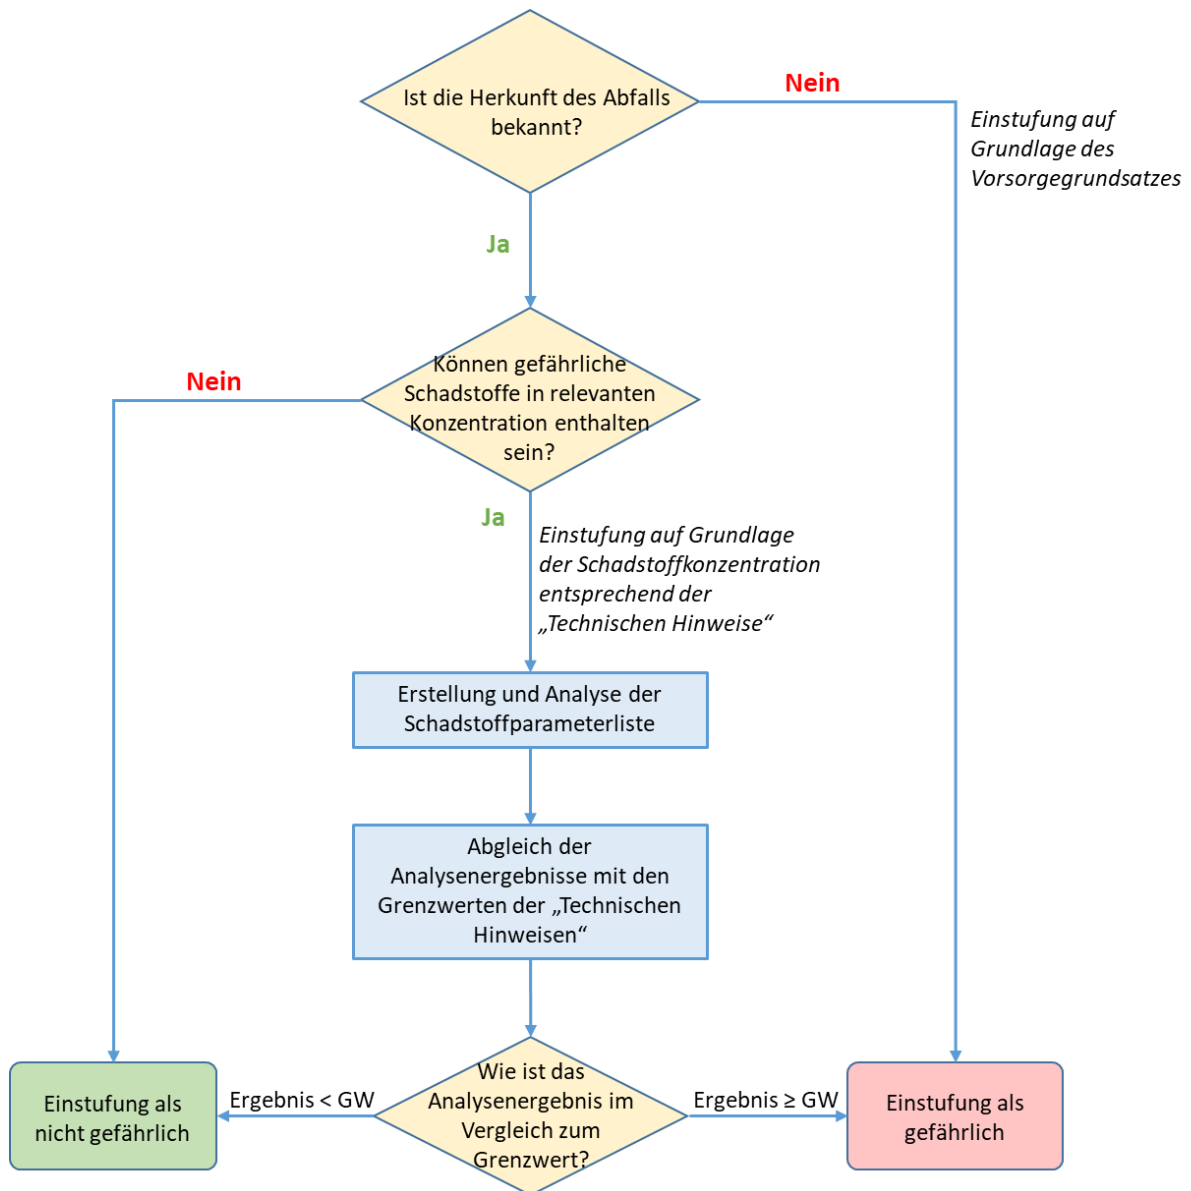 Ist die Herkunft des Abfalls
bekannt?
Nein
Einstufung auf
Grundlage des
Vorsorgegrundsatzes
Ja
Können gefährliche
Schadstoffe in relevanten
Konzentration enthalten
sein?
Nein
Ja
Einstufung auf Grundlage
der Schadstoffkonzentration
entsprechend der
„Technischen Hinweise“
Erstellung und Analyse der
Schadstoffparameterliste
Abgleich der
Analysenergebnisse mit den
Grenzwerten der „Technischen
Hinweisen“
Wie ist das
Analysenergebnis im
Vergleich zum
Grenzwert?
Ergebnis < GW
Einstufung als
nicht gefährlich
Ergebnis ≥ GW
Einstufung als
gefährlich